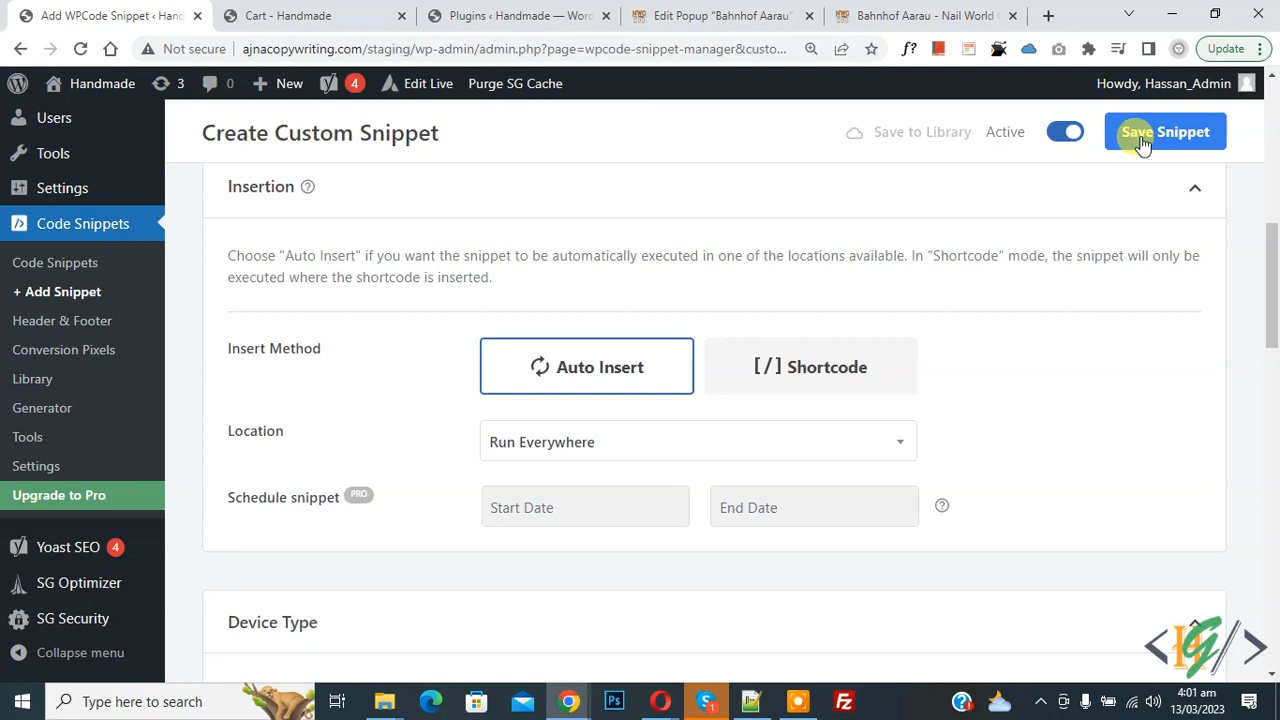 Add WPCode Snippet ‹ Hand
Cart - Handmade
Plugins ‹ Handmade — Wor
Edit Popup "Bahnhof Aarau"
Bahnhof Aarau - Nail World
Not secure
ajnacopywriting.com/staging/wp-admin/admin.php?page=wpcode-snippet-manager&custo...
f?
Update
Handmade
3
0
New
4
Edit Live
Purge SG Cache
Howdy, Hassan_Admin
Users
Tools
Settings
Code Snippets
Code Snippets
+ Add Snippet
Header & Footer
Conversion Pixels
Library
Generator
Tools
Settings
Upgrade to Pro
Yoast SEO 4
SG Optimizer
SG Security
Collapse menu
Create Custom Snippet
Save to Library
Active
Save Snippet
Insertion
Choose "Auto Insert" if you want the snippet to be automatically executed in one of the locations available. In "Shortcode" mode, the snippet will only be
executed where the shortcode is inserted.
Insert Method
Auto Insert
[/] Shortcode
Location
Run Everywhere
Schedule snippet PRO
Start Date
End Date
Device Type
<HG/>
Type here to search
Ps
Fz
4:01 am
13/03/2023